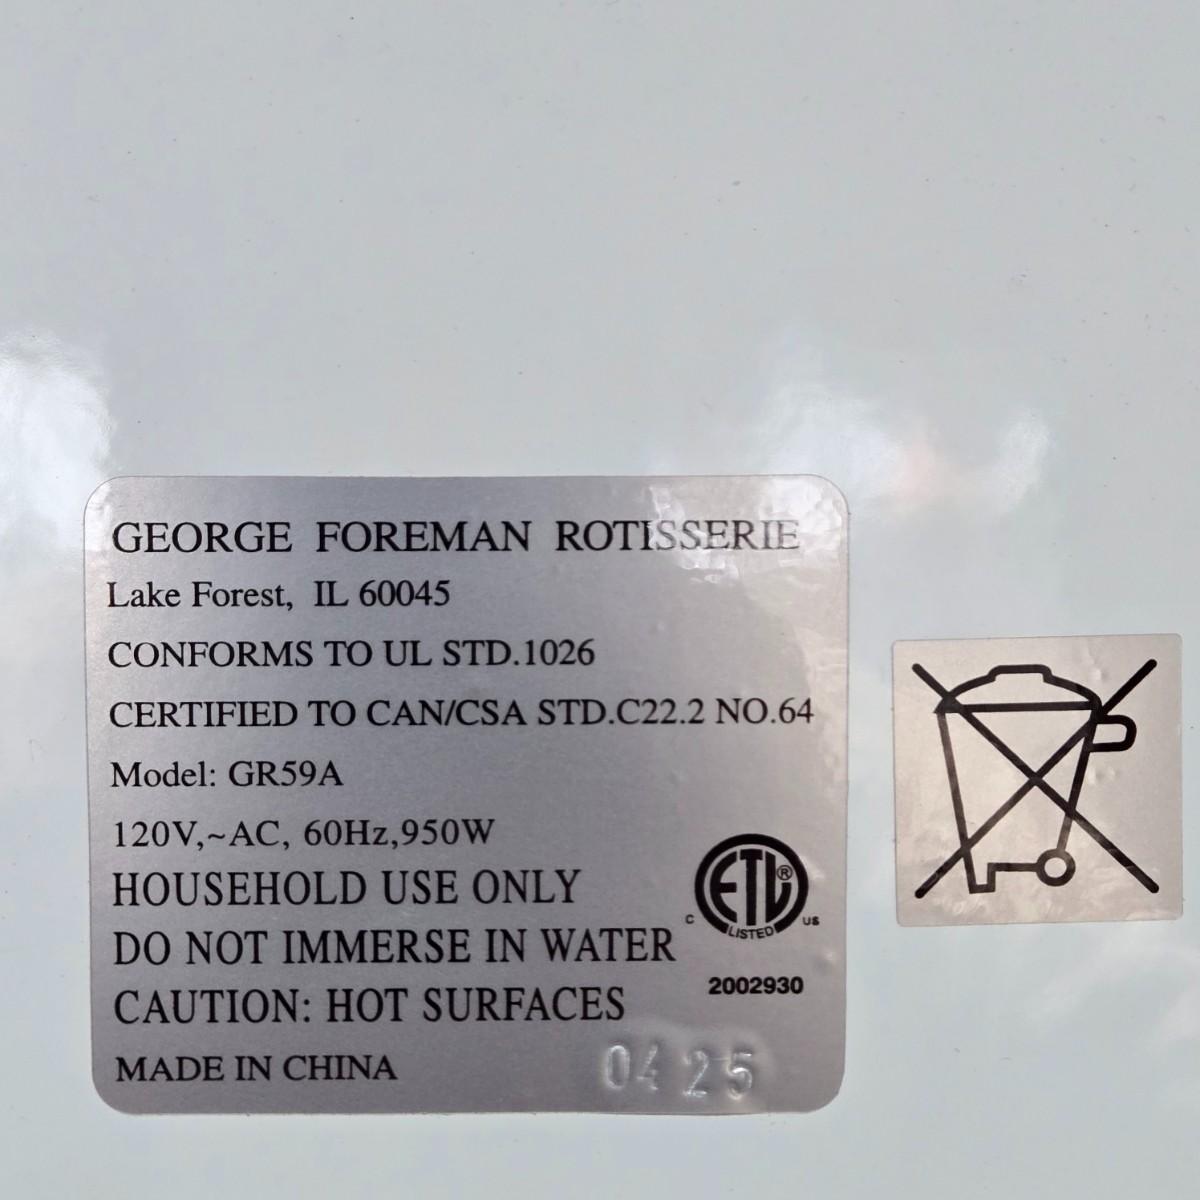 GEORGE FOREMAN ROTISSERIE
Lake Forest, IL 60045
CONFORMS TO UL STD.1026
CERTIFIED TO CAN/CSA STD.C22.2 NO.64
Model: GR59A
120V,~AC, 60Hz,950W
HOUSEHOLD USE ONLY
DO NOT IMMERSE IN WATER
CAUTION: HOT SURFACES
MADE IN CHINA
ETL®
C LISTED US
2002930
04 25